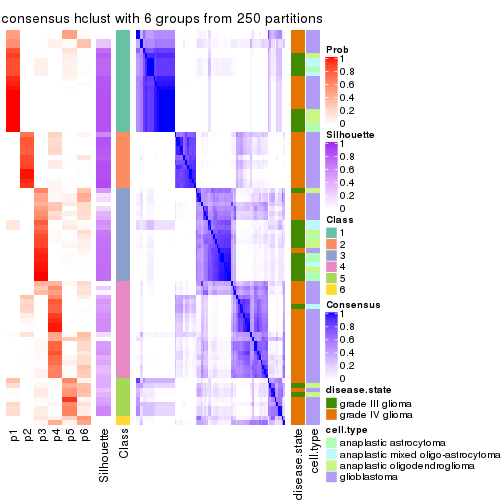 consensus hclust with 6 groups from 250 partitions
Prob
1
0.8
0.6
0.4
0.2
0
Silhouette
1
0.8
0.6
0.4
0.2
0
Class
1
2
3
4
5
6
Consensus
1
0.8
0.6
0.4
0.2
0
disease.state
grade III glioma
grade IV glioma
cell.type
anaplastic astrocytoma
anaplastic mixed oligo-astrocytoma
anaplastic oligodendroglioma
glioblastoma
p1
p2
p3
p4
p5
p6
Silhouette
Class
disease.state
cell.type